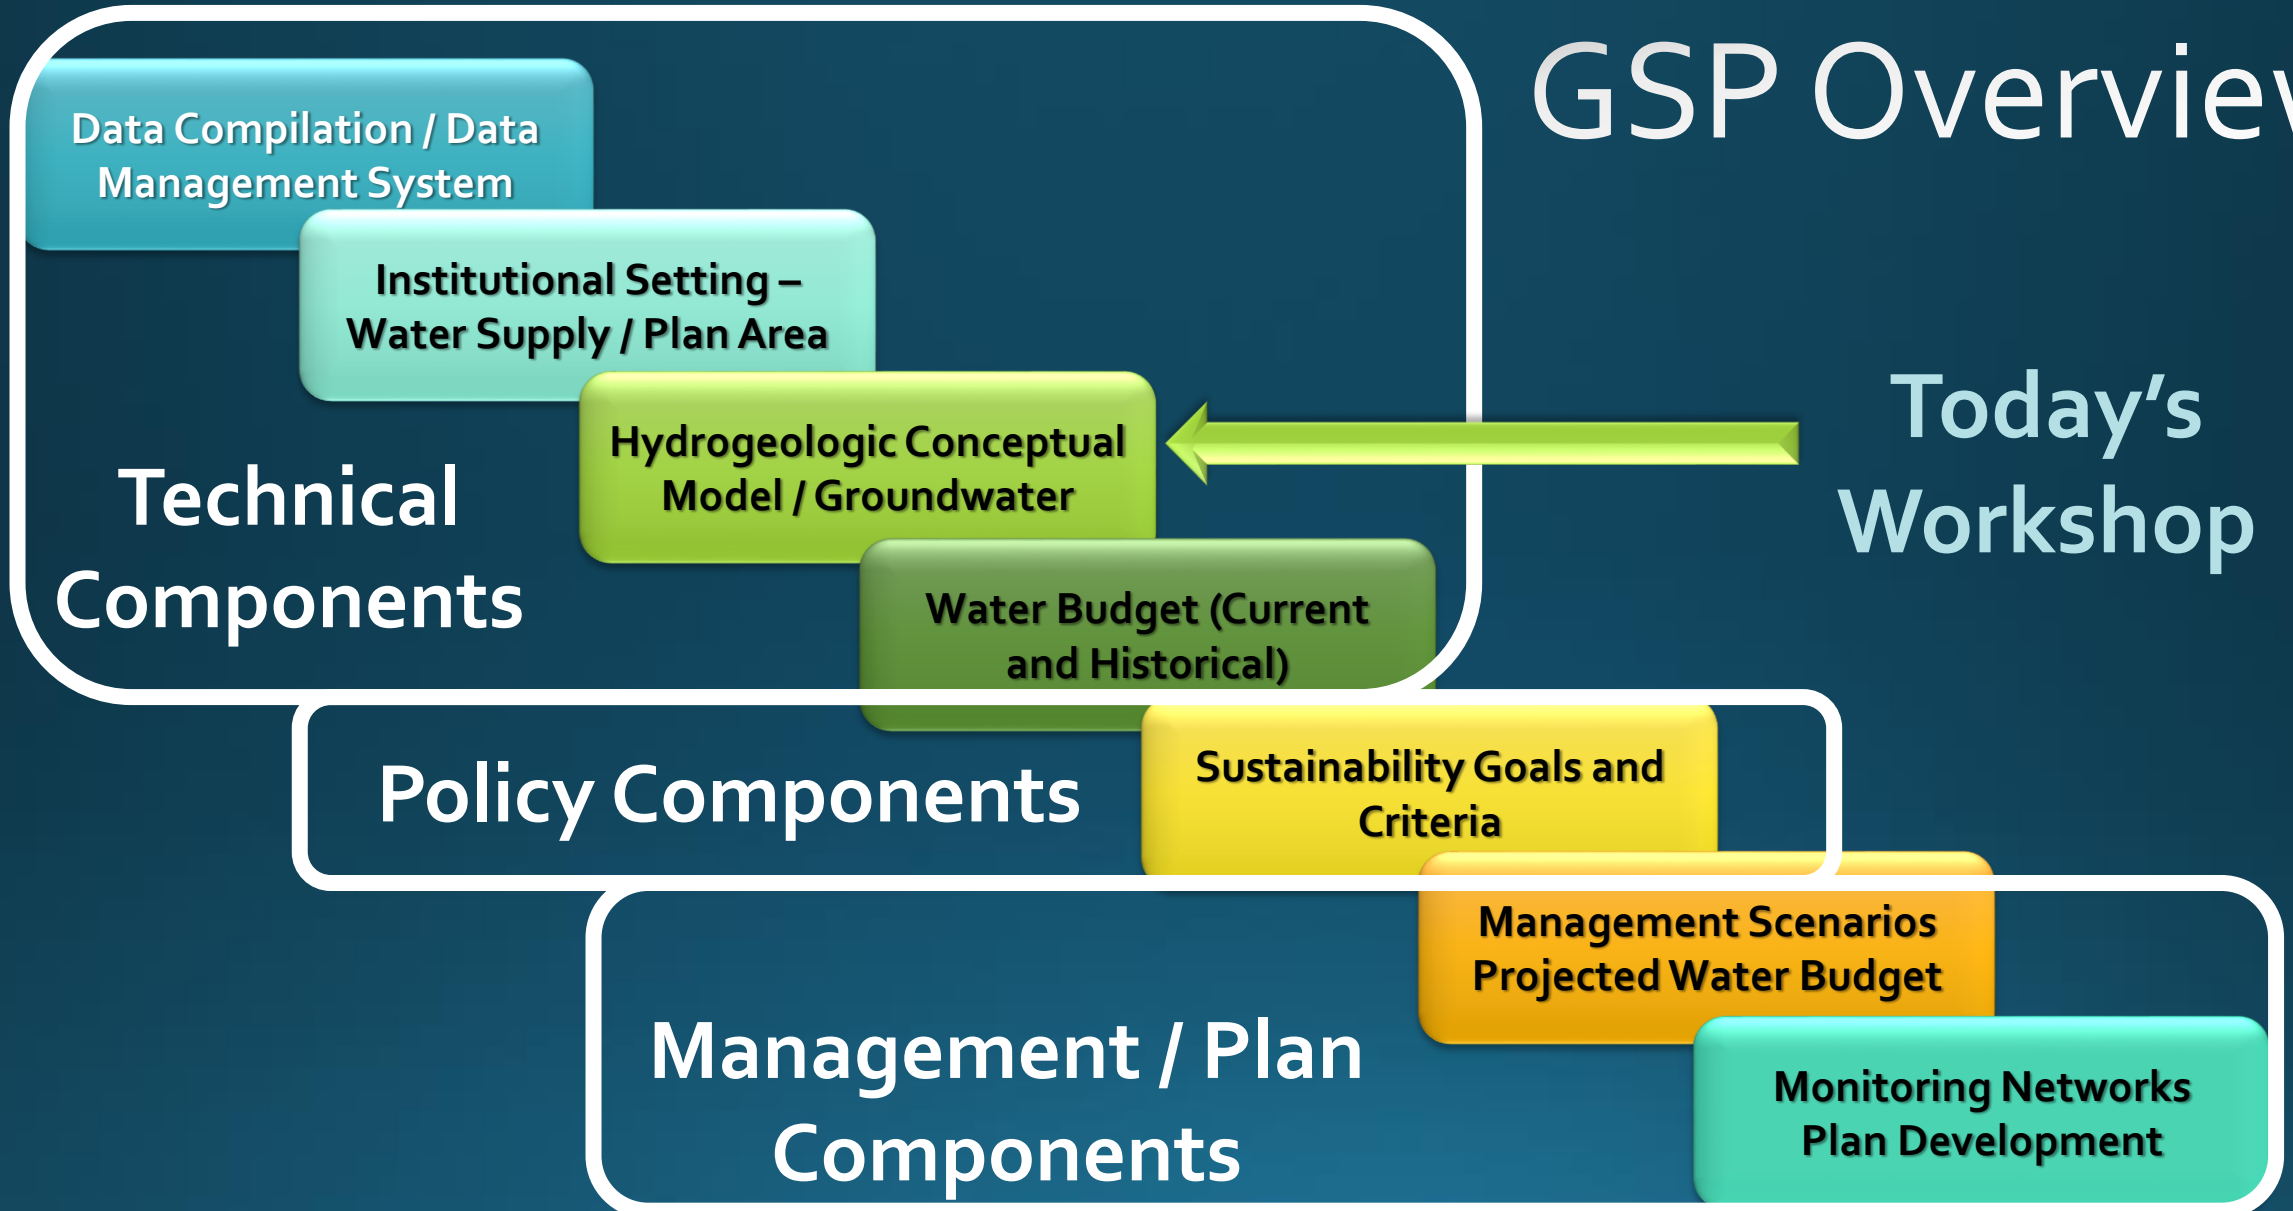 GSP Overview
Data Compilation / Data
Management System
Institutional Setting –
Water Supply / Plan Area
Hydrogeologic Conceptual
Model / Groundwater
Today’s
Workshop
Technical
Components
Water Budget (Current
and Historical)
Policy Components
Sustainability Goals and
Criteria
Management Scenarios
Projected Water Budget
Management / Plan
Components
Monitoring Networks
Plan Development